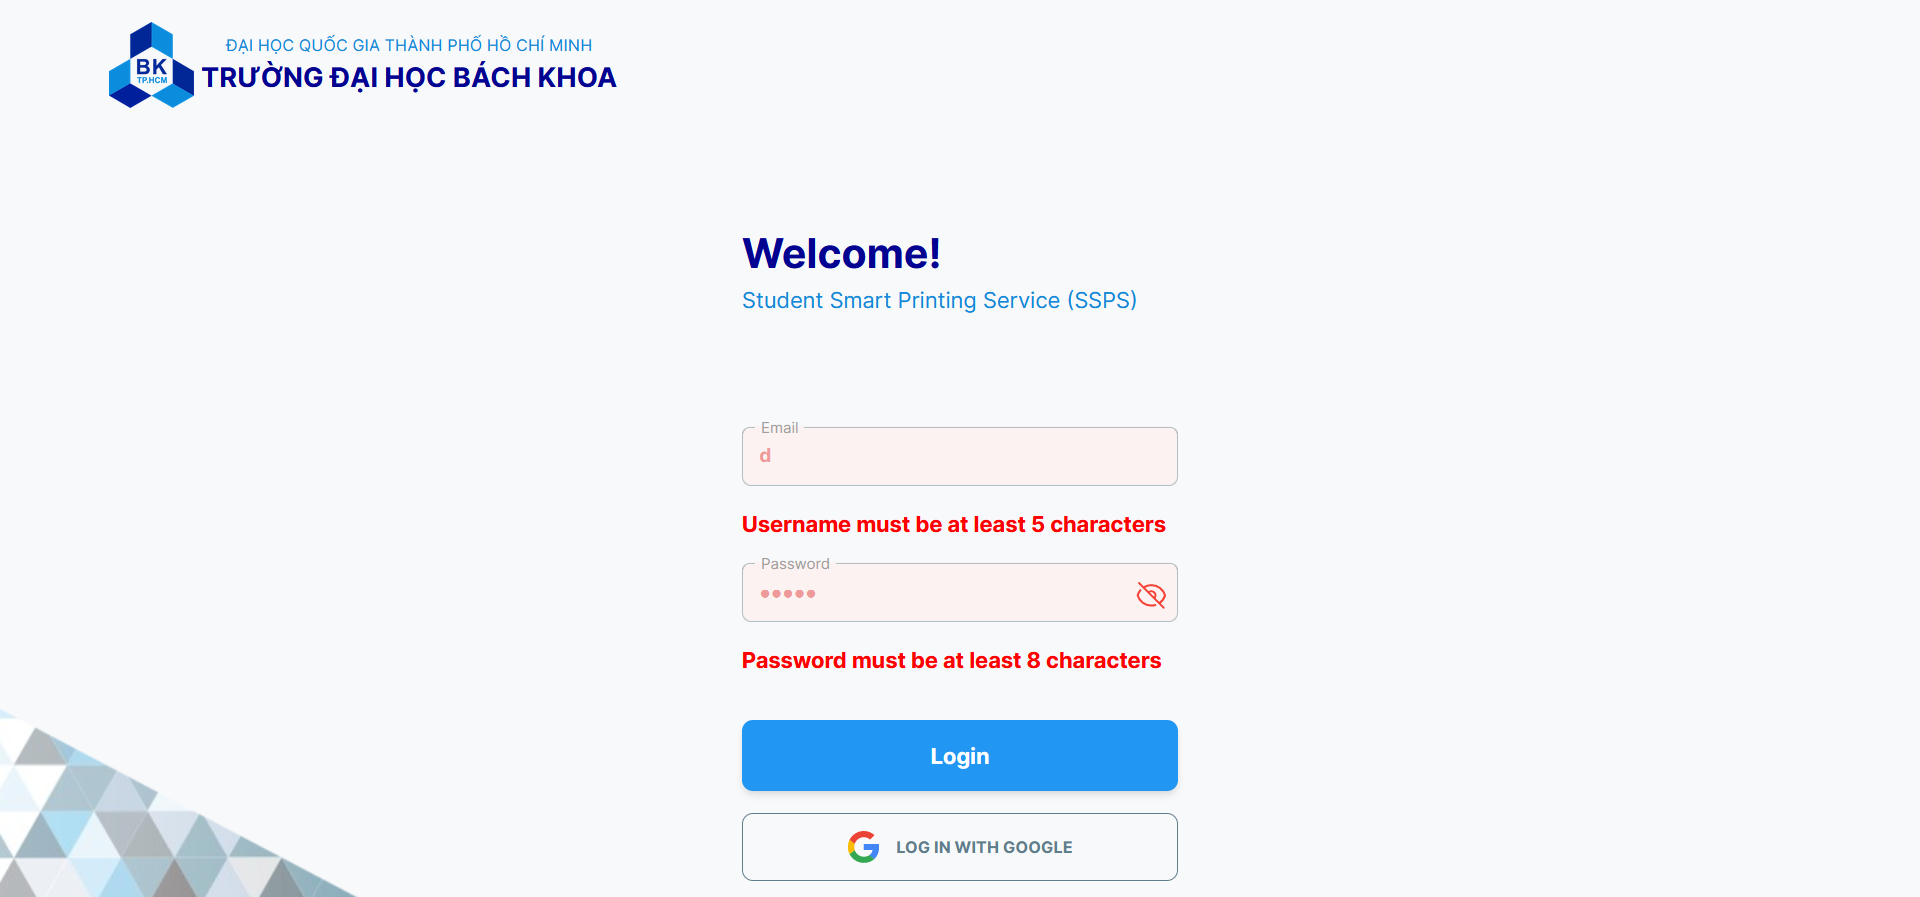 BK
TP.HCM
ĐẠI HỌC QUỐC GIA THÀNH PHỐ HỒ CHÍ MINH
TRƯỜNG ĐẠI HỌC BÁCH KHOA
Welcome!
Student Smart Printing Service (SSPS)
Email
d
Username must be at least 5 characters
Password
•••••
Password must be at least 8 characters
Login
LOG IN WITH GOOGLE